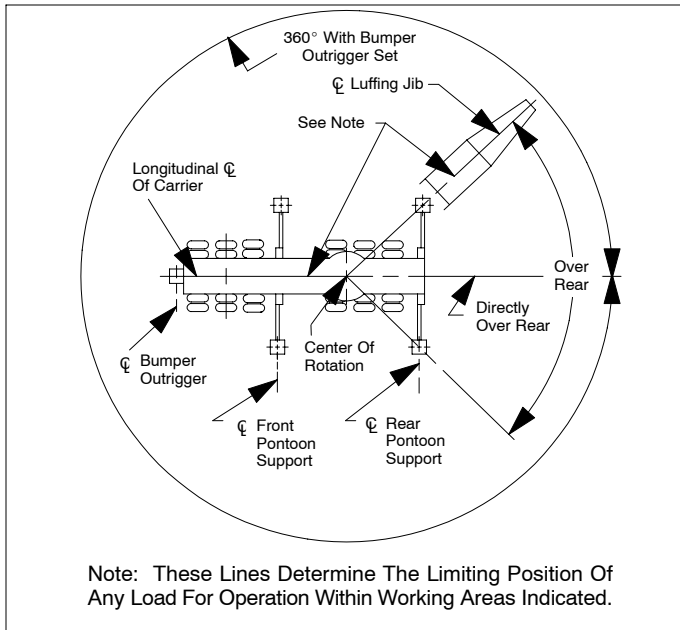 360° With Bumper
Outrigger Set
℄ Luffing Jib
See Note
Longitudinal ℄
Of Carrier
Over
Rear
Directly
Over Rear
Center Of
Rotation
℄ Bumper
Outrigger
℄ Front
Pontoon
Support
℄ Rear
Pontoon
Support
Note: These Lines Determine The Limiting Position Of
Any Load For Operation Within Working Areas Indicated.